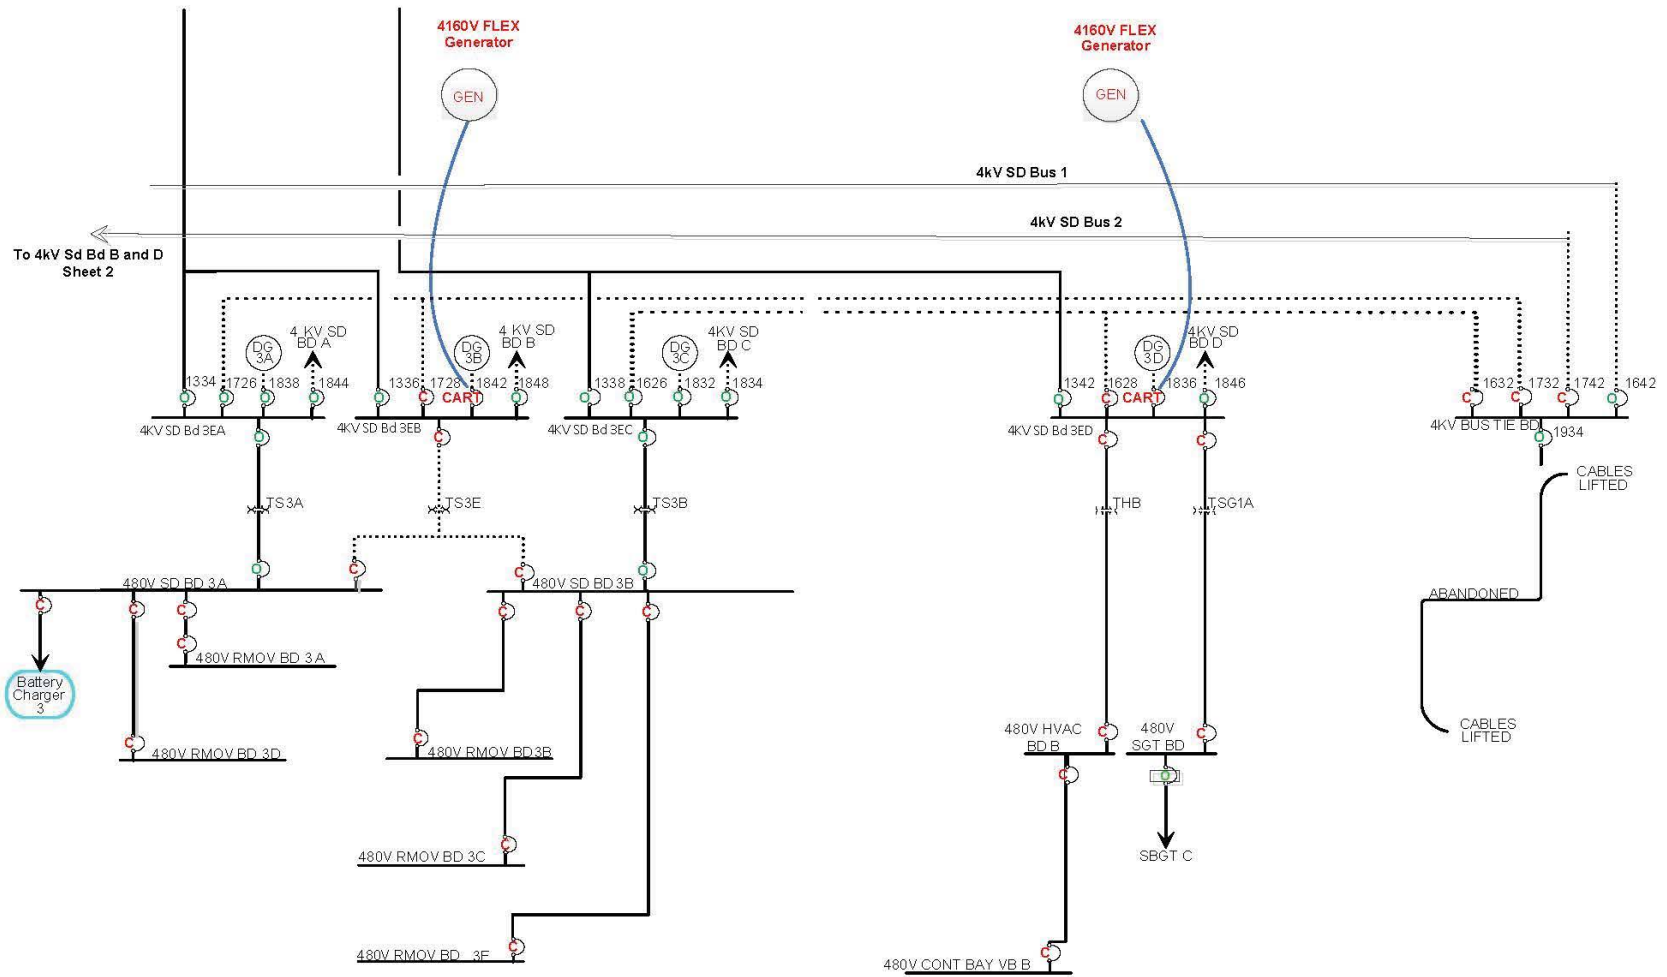 4160V FLEX
Generator
4160V FLEX
Generator
GEN
GEN
4kV SD Bus 1
4kV SD Bus 2
To 4kV Sd Bd B and D
Sheet 2
DG
3A
4 KV SD
BD A
DG
3B
4 KV SD
BD B
DG
3C
4KV SD
BD C
DG
3D
4KV SD
BD D
1334
1726
1838
1844
1336
1728
1842
1848
1338
1626
1832
1834
1342
1628
1836
1846
1632
1732
1742
1642
O
O
O
O
O
C
CART
O
O
O
O
O
O
C
CART
O
C
C
C
O
4KV SD Bd 3EA
4KV SD Bd 3EB
4KV SD Bd 3EC
4KV SD Bd 3ED
4KV BUS TIE BD
O
C
O
C
C
O
1934
CABLES
LIFTED
TS3A
TS3E
TS3B
THB
TSG1A
O
C
C
O
480V SD BD 3A
480V SD BD 3B
ABANDONED
C
C
C
C
C
C
C
480V RMOV BD 3A
Battery
Charger
3
C
480V RMOV BD 3D
C
480V RMOV BD3B
480V HVAC
BD B
C
480V
SGT BD
C
CABLES
LIFTED
C
O
C
480V RMOV BD 3C
SBGT C
C
480V RMOV BD 3E
C
480V CONT BAY VB B
C